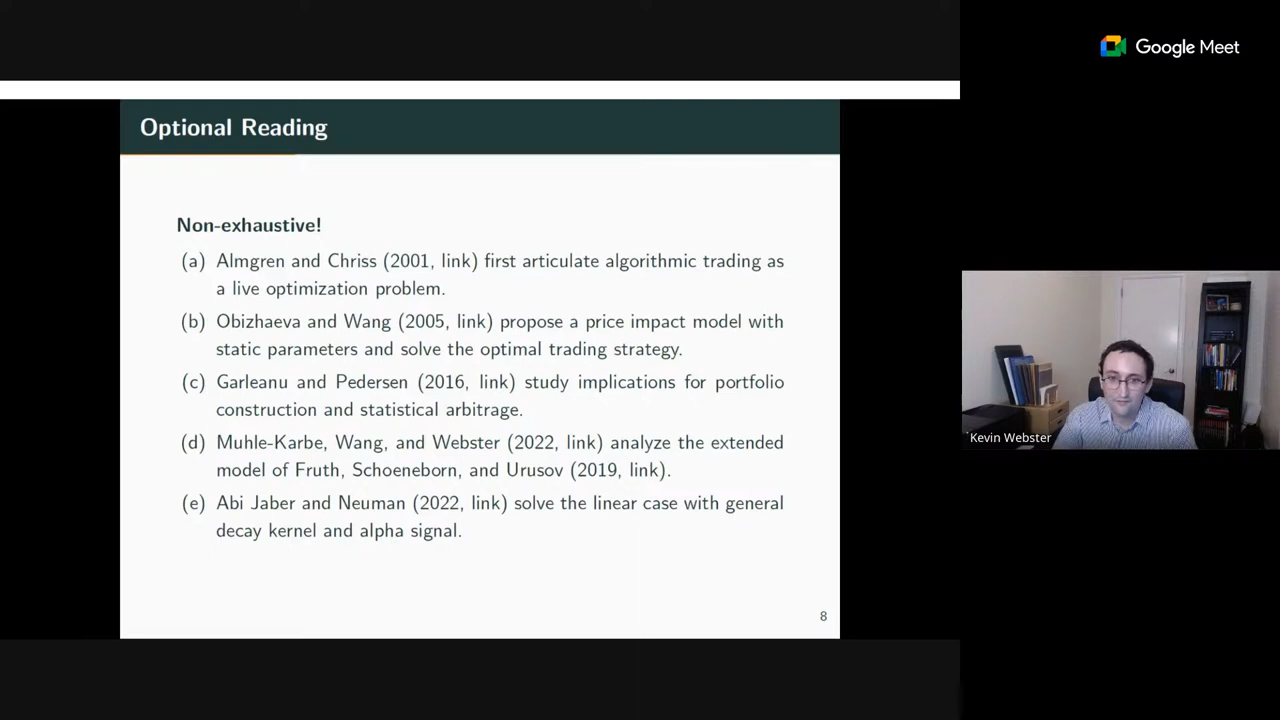 Google Meet
Optional Reading
Non-exhaustive!
(a) Almgren and Chriss (2001, link) first articulate algorithmic trading as
a live optimization problem.
(b) Obizhaeva and Wang (2005, link) propose a price impact model with
static parameters and solve the optimal trading strategy.
(c) Garleanu and Pedersen (2016, link) study implications for portfolio
construction and statistical arbitrage.
(d) Muhle-Karbe, Wang, and Webster (2022, link) analyze the extended
model of Fruth, Schoeneborn, and Urusov (2019, link).
(e) Abi Jaber and Neuman (2022, link) solve the linear case with general
decay kernel and alpha signal.
8
Kevin Webster